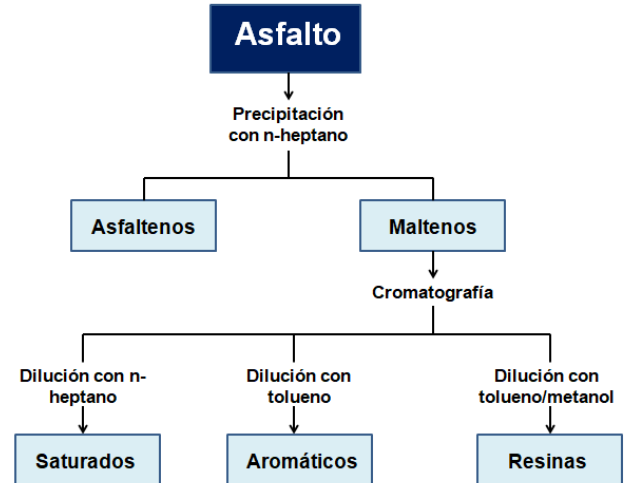 Asfalto
Precipitación
con n-heptano
Asfaltenos
Maltenos
Cromatografía
Dilución con n-
heptano
Dilución con
tolueno
Dilución con
tolueno/metanol
Saturados
Aromáticos
Resinas